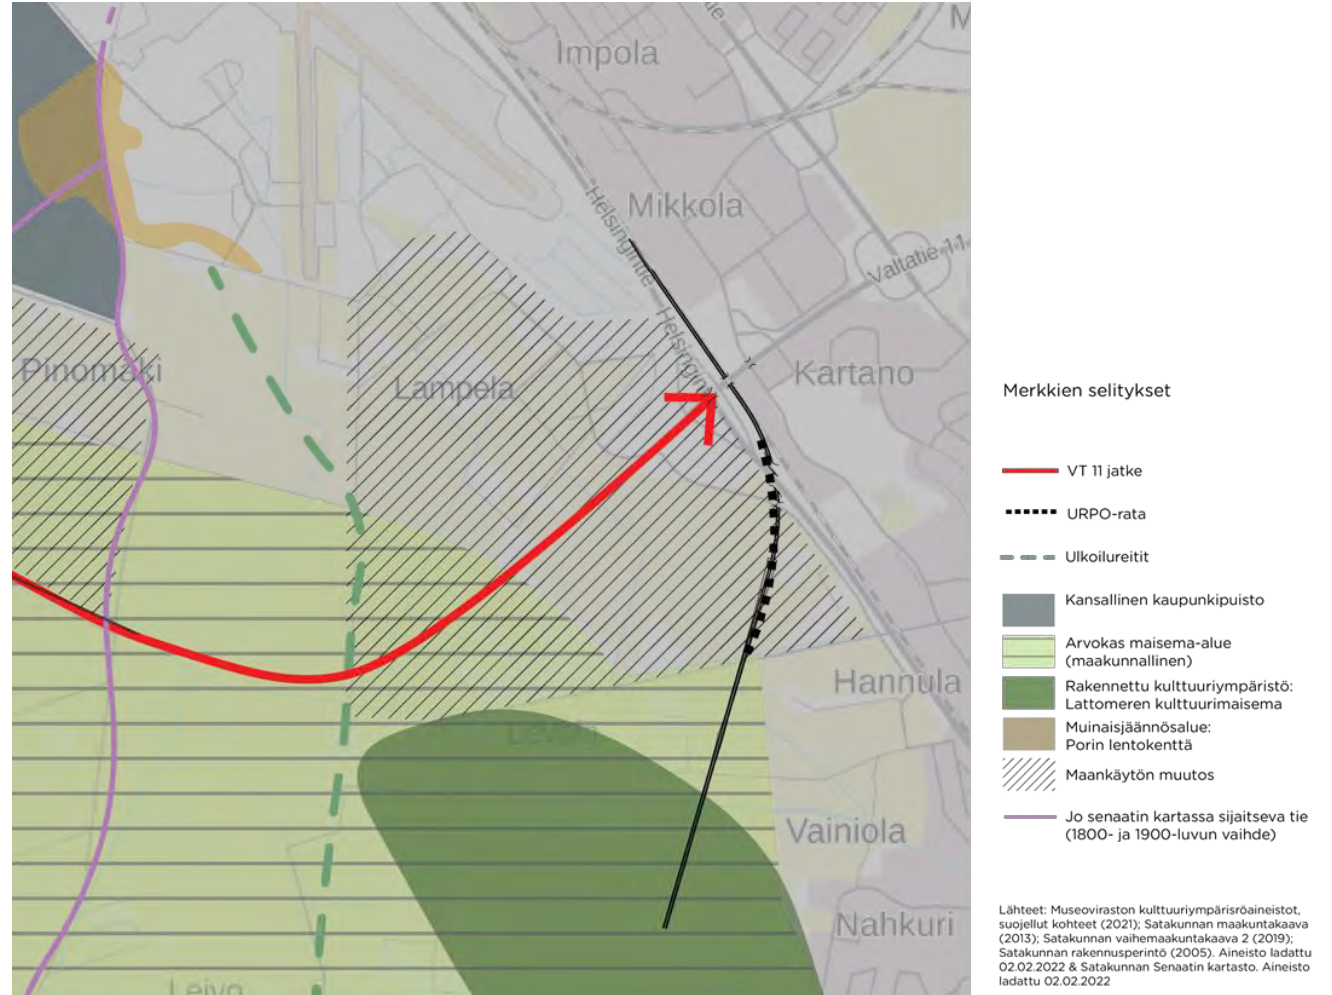 Impola
Mikkola
Helsingintie
Valtatie 11
Helsingin
Kartano
Pinomäki
Lampela
Hannula
Vainiola
Nahkuri
Leivo
Merkkien selitykset
VT 11 jatke
URPO-rata
Ulkoilureitit
Kansallinen kaupunkipuisto
Arvokas maisema-alue
(maakunnallinen)
Rakennettu kulttuuriympäristö:
Lattomeren kulttuurimaisema
Muinaisjäännösalue:
Porin lentokenttä
Maankäytön muutos
Jo senaatin kartassa sijaitseva tie
(1800- ja 1900-luvun vaihde)
Lähteet: Museoviraston kulttuuriympärisröaineistot,
suojellut kohteet (2021); Satakunnan maakuntakaava
(2013); Satakunnan vaihemaakuntakaava 2 (2019);
Satakunnan rakennusperintö (2005). Aineisto ladattu
02.02.2022 & Satakunnan Senaatin kartasto. Aineisto
ladattu 02.02.2022